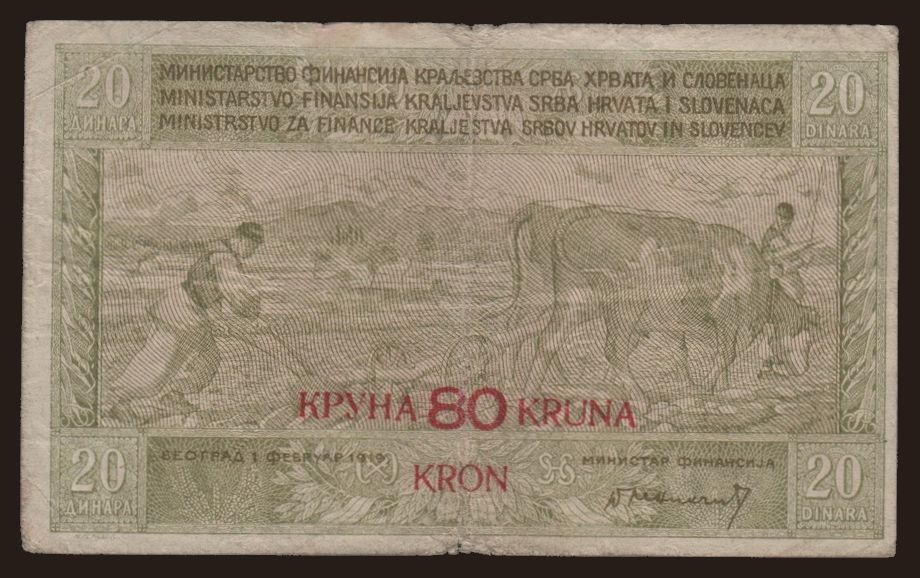 20
МИНИСТАРСТВО ФИНАНСИЈА КРАЉЕВСТВА СРБА, ХРВАТА И СЛОВЕНАЦА
20
ДИНАРА
MINISTARSTVO FINANSIJA KRALJEVSTVA SRBA, HRVATA I SLOVENACA
DINARA
MINISTRSTVO ZA FINANCE KRALJESTVA SRBOV, HRVATOV IN SLOVENCEV
КРУНА 80 KRUNA
20
БЕОГРАД 1 ФЕБРУАР 1919
KRON
МИНИСТАР ФИНАНСИЈА
20
ДИНАРА
DINARA